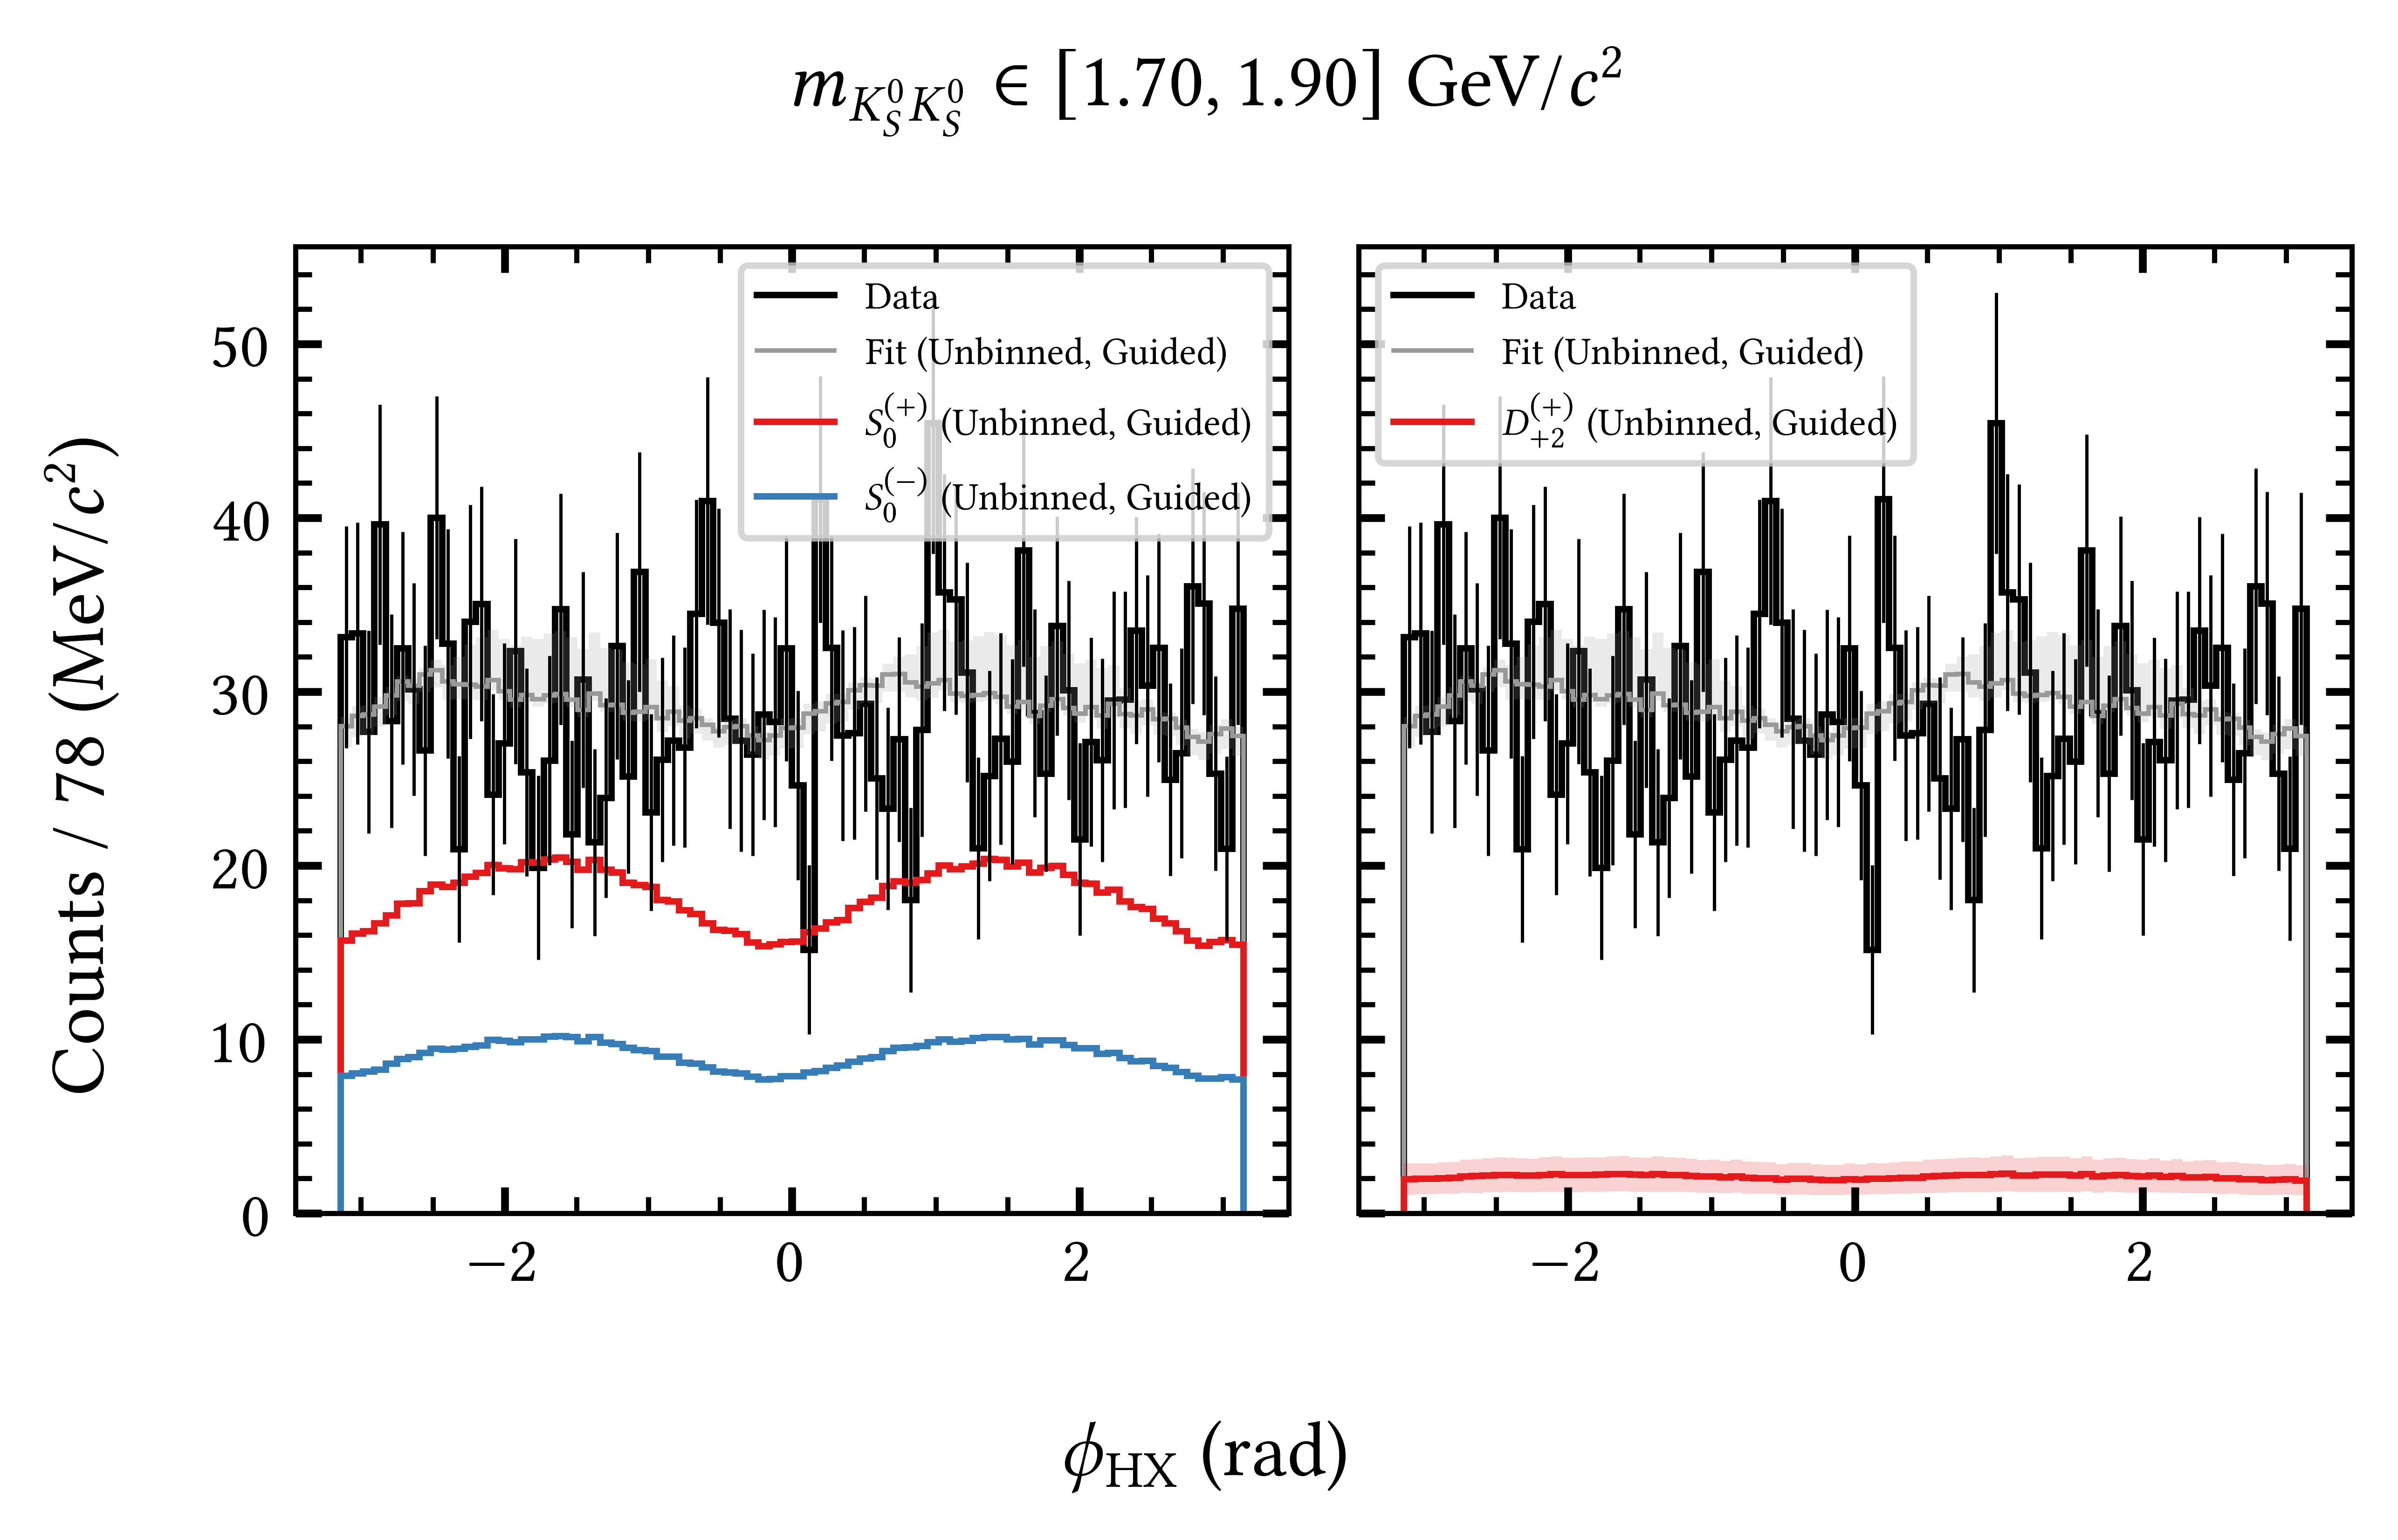 m_{K_S^0 K_S^0} ∈ [1.70, 1.90] GeV/c²
Counts / 78 (MeV/c²)
50
40
30
20
10
0
Data
Fit (Unbinned, Guided)
S_0^{(+)} (Unbinned, Guided)
S_0^{(−)} (Unbinned, Guided)
−2
0
2
Data
Fit (Unbinned, Guided)
D_{+2}^{(+)} (Unbinned, Guided)
−2
0
2
ϕ_{HX} (rad)